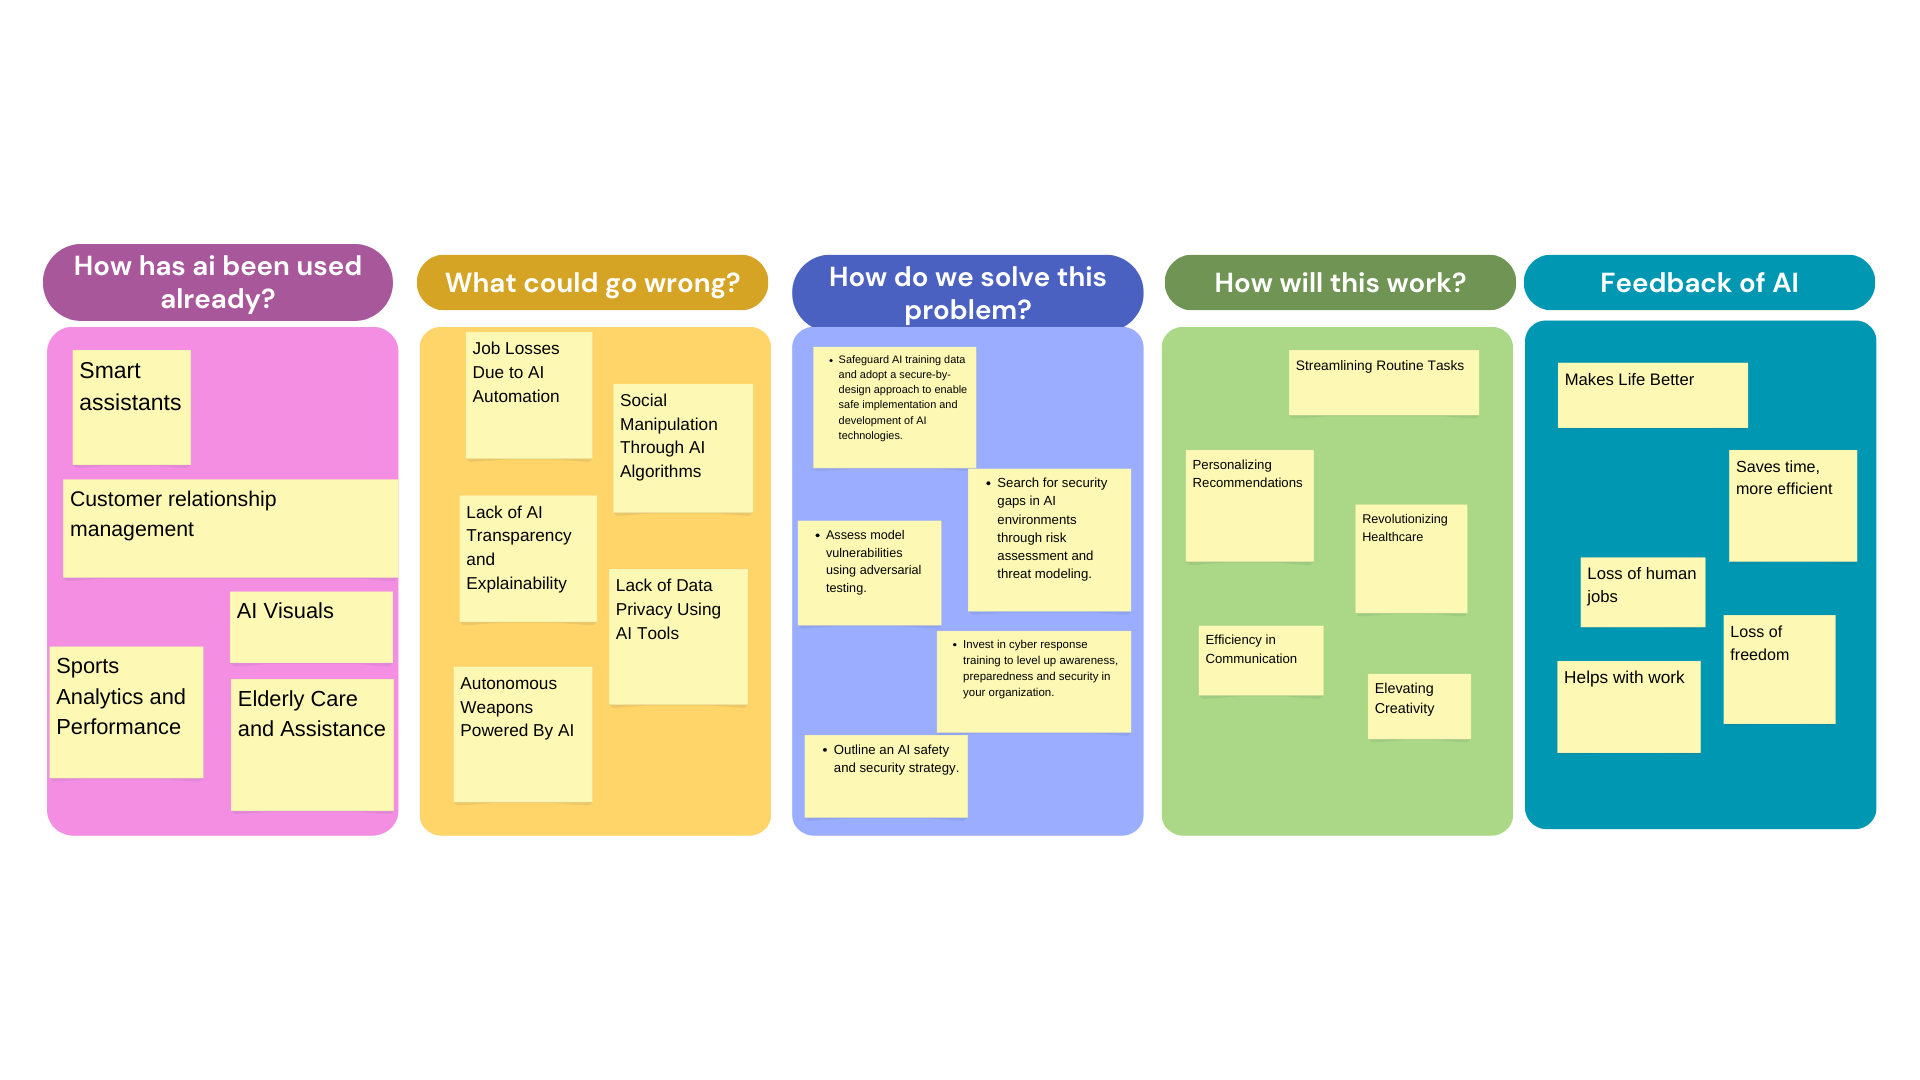 How has ai been used
already?
Smart
assistants
Customer relationship
management
AI Visuals
Sports
Analytics and
Performance
Elderly Care
and Assistance
What could go wrong?
Job Losses
Due to AI
Automation
Social
Manipulation
Through AI
Algorithms
Lack of AI
Transparency
and
Explainability
Lack of Data
Privacy Using
AI Tools
Autonomous
Weapons
Powered By AI
How do we solve this
problem?
• Safeguard AI training data
and adopt a secure-by-
design approach to enable
safe implementation and
development of AI
technologies.
• Search for security
gaps in AI
environments
through risk
assessment and
threat modeling.
• Assess model
vulnerabilities
using adversarial
testing.
• Invest in cyber response
training to level up awareness,
preparedness and security in
your organization.
• Outline an AI safety
and security strategy.
How will this work?
Streamlining Routine Tasks
Personalizing
Recommendations
Revolutionizing
Healthcare
Efficiency in
Communication
Elevating
Creativity
Feedback of AI
Makes Life Better
Saves time,
more efficient
Loss of human
jobs
Loss of
freedom
Helps with work